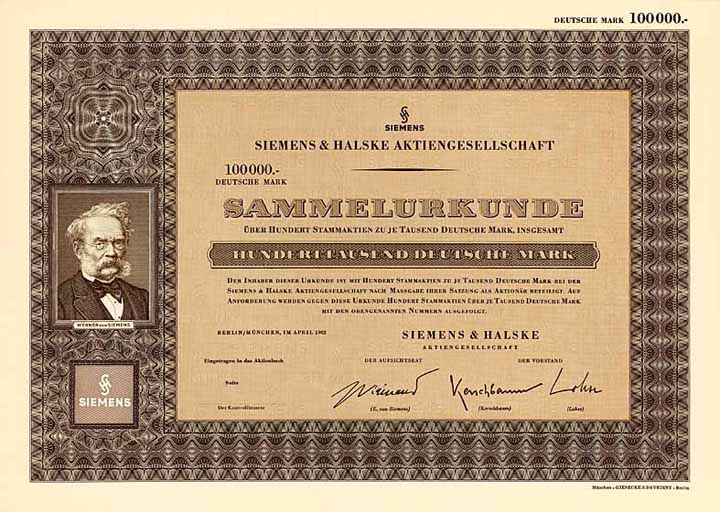 DEUTSCHE MARK 100000.-
SIEMENS
SIEMENS & HALSKE AKTIENGESELLSCHAFT
100000.-
DEUTSCHE MARK
SAMMELURKUNDE
ÜBER HUNDERT STAMMAKTIEN ZU JE TAUSEND DEUTSCHE MARK, INSGESAMT
HUNDERTTAUSEND DEUTSCHE MARK
DER INHABER DIESER URKUNDE IST MIT HUNDERT STAMMAKTIEN ZU JE TAUSEND DEUTSCHE MARK BEI DER
SIEMENS & HALSKE AKTIENGESELLSCHAFT NACH MASSGABE IHRER SATZUNG ALS AKTIONÄR BETEILIGT. AUF
ANFORDERUNG WERDEN GEGEN DIESE URKUNDE HUNDERT STAMMAKTIEN ÜBER JE TAUSEND DEUTSCHE MARK
MIT DEN OBENGENANNTEN NUMMERN AUSGEFOLGT.
BERLIN/MÜNCHEN, IM APRIL 1962
SIEMENS & HALSKE
AKTIENGESELLSCHAFT
Eingetragen in das Aktienbuch
DER AUFSICHTSRAT
DER VORSTAND
Seite
Der Kontrollbeamte
(E. von Siemens)
(Kerschbaum)
(Lohse)
WERNER VON SIEMENS
SIEMENS
München - GIESECKE & DEVRIENT - Berlin